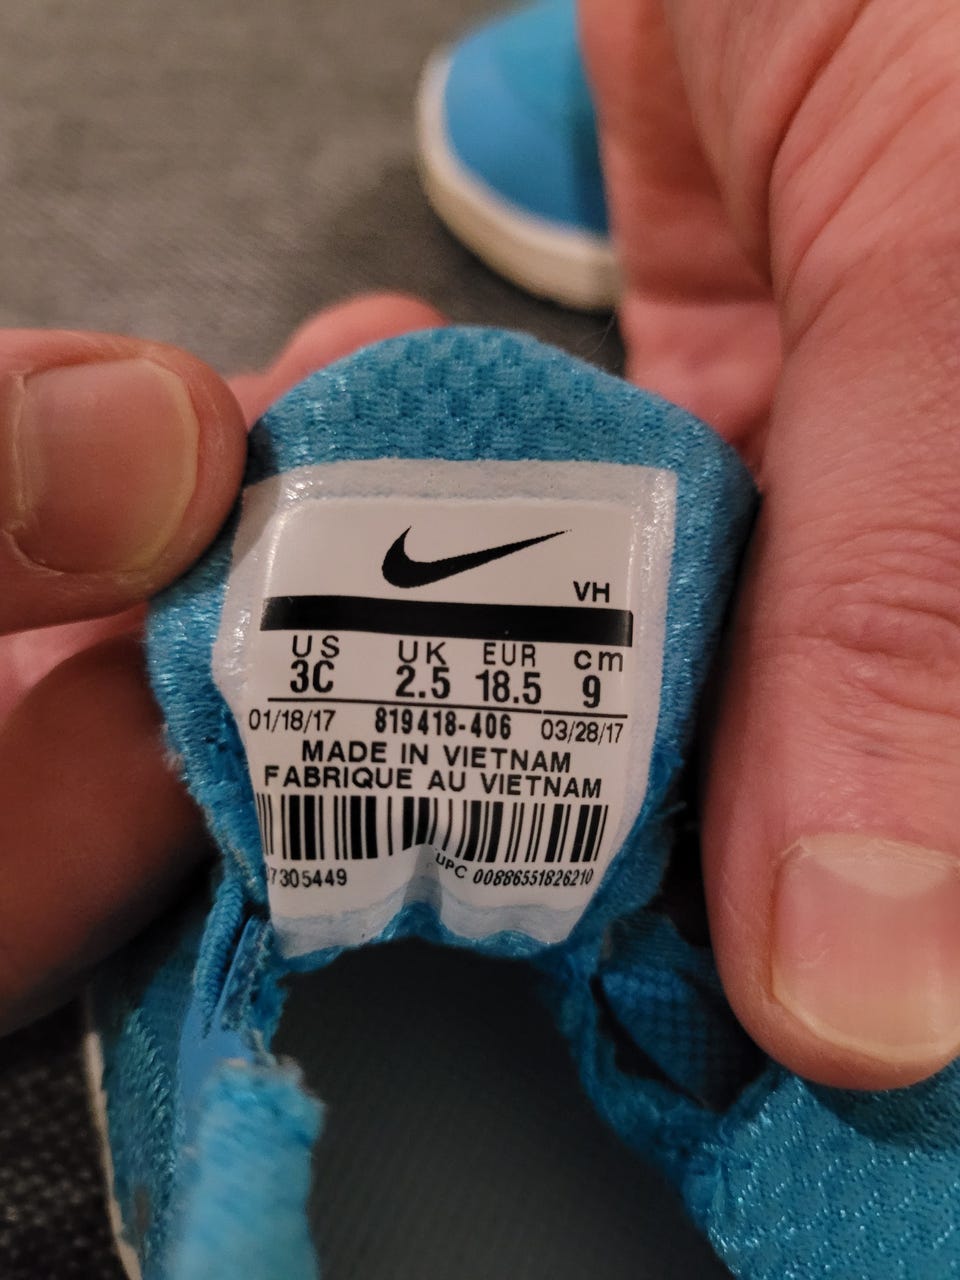 VH
US UK EUR cm
3C 2.5 18.5 9
01/18/17 819418-406 03/28/17
MADE IN VIETNAM
FABRIQUE AU VIETNAM
7305449 UPC 00886551826210